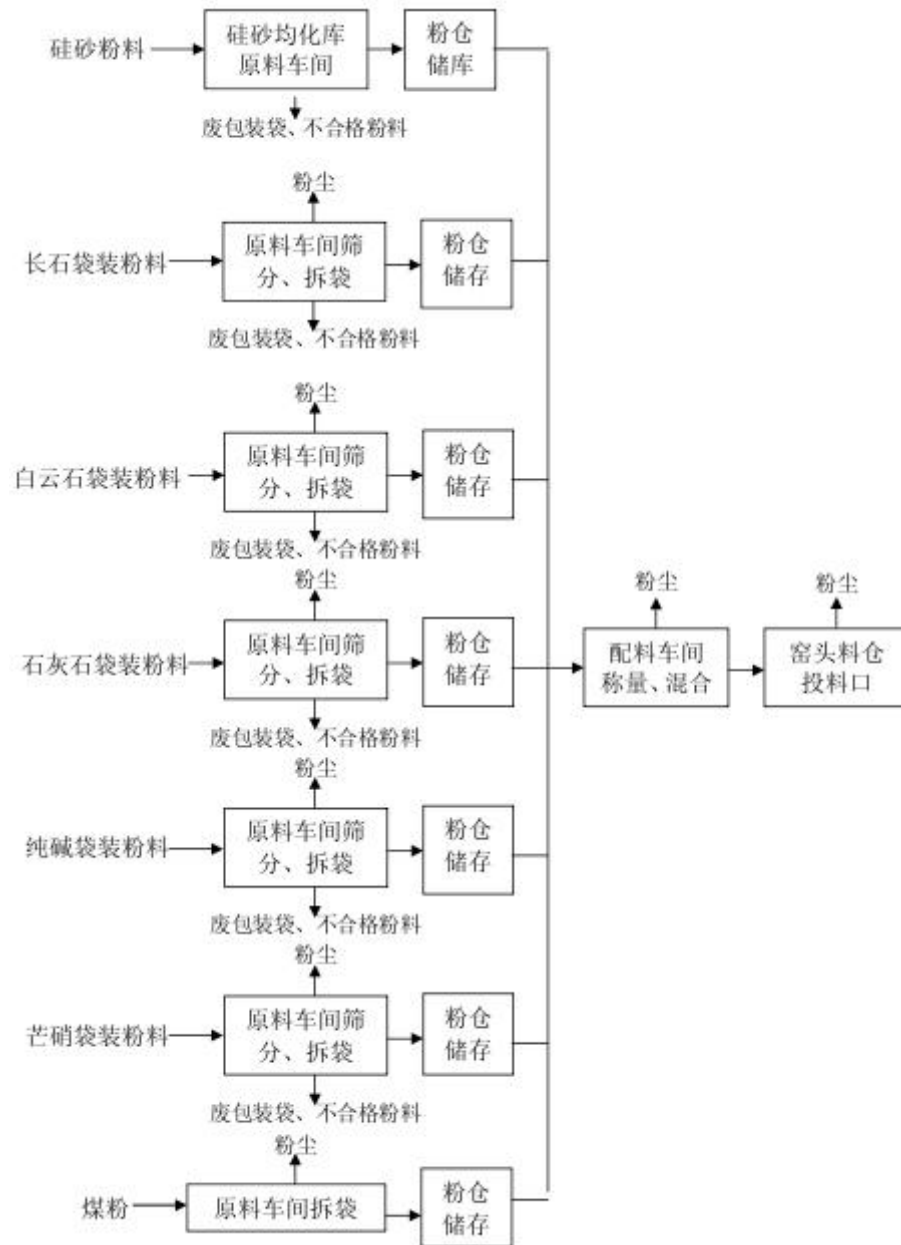 硅砂粉料
硅砂均化库
原料车间
粉仓
储库
废包装袋、不合格粉料
粉尘
长石袋装粉料
原料车间筛
分、拆袋
粉仓
储存
废包装袋、不合格粉料
粉尘
白云石袋装粉料
原料车间筛
分、拆袋
粉仓
储存
废包装袋、不合格粉料
粉尘
石灰石袋装粉料
原料车间筛
分、拆袋
粉仓
储存
废包装袋、不合格粉料
粉尘
配料车间
称量、混合
粉尘
窑头料仓
投料口
粉尘
纯碱袋装粉料
原料车间筛
分、拆袋
粉仓
储存
废包装袋、不合格粉料
粉尘
芒硝袋装粉料
原料车间筛
分、拆袋
粉仓
储存
废包装袋、不合格粉料
粉尘
煤粉
原料车间拆袋
粉仓
储存